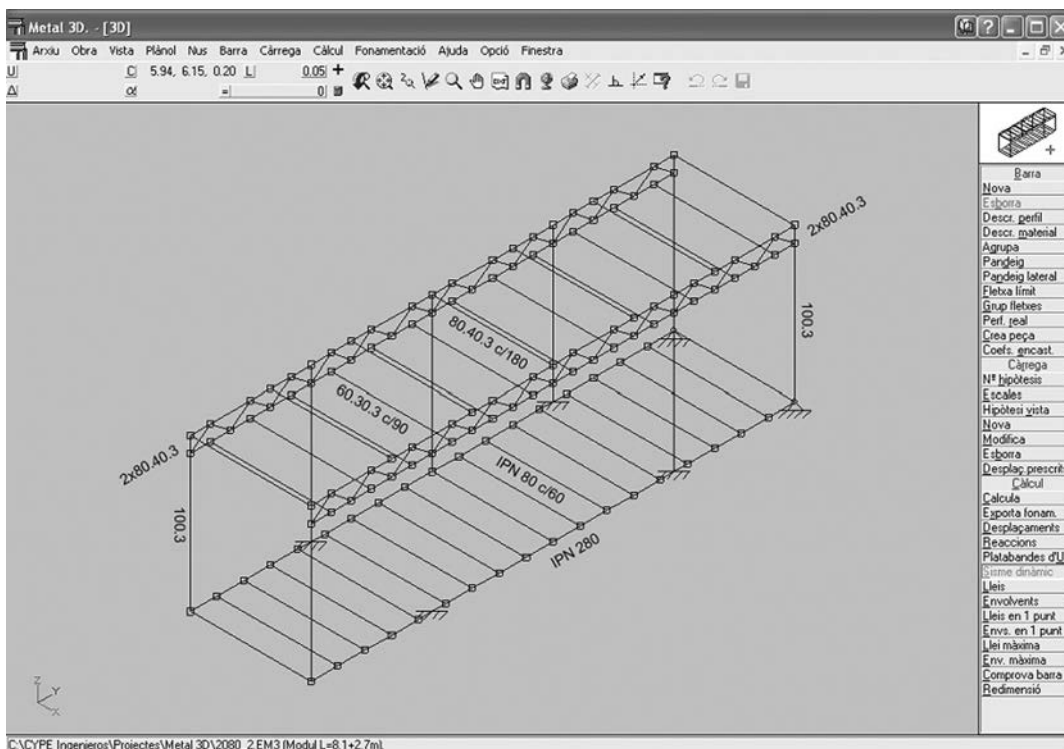 Metal 3D. - [3D]
Arxiu Obra Vista Plànol Nus Barra Càrrega Càlcul Fonamentació Ajuda Opció Finestra
U C 5.94, 6.15, 0.20 L 0.05
Δ α = 0
2x80.40.3
80.40.3 c/180
100.3
60.30.3 c/90
2x80.40.3
IPN 80 c/60
100.3
IPN 280
Z
Y
X
Barra
Nova
Esborra
Descr. perfil
Descr. material
Agrupa
Pandeig
Pandeig lateral
Fletxa límit
Grup fletxes
Perf. real
Crea peça
Coefs. encast.
Càrrega
Nª hipòtesis
Escales
Hipòtesi vista
Nova
Modifica
Esborra
Desplaç.prescrit
Càlcul
Calcula
Exporta fonam.
Desplaçaments
Reaccions
Platabandes d'U
Sisme dinàmic
Lleis
Envolvents
Lleis en 1 punt
Envs. en 1 punt
Llei màxima
Env. màxima
Comprova barra
Redimensió
C:\CYPE Ingenieros\Projectes\Metal 3D\2080_2.EM3 (Modul L=8.1+2.7m).